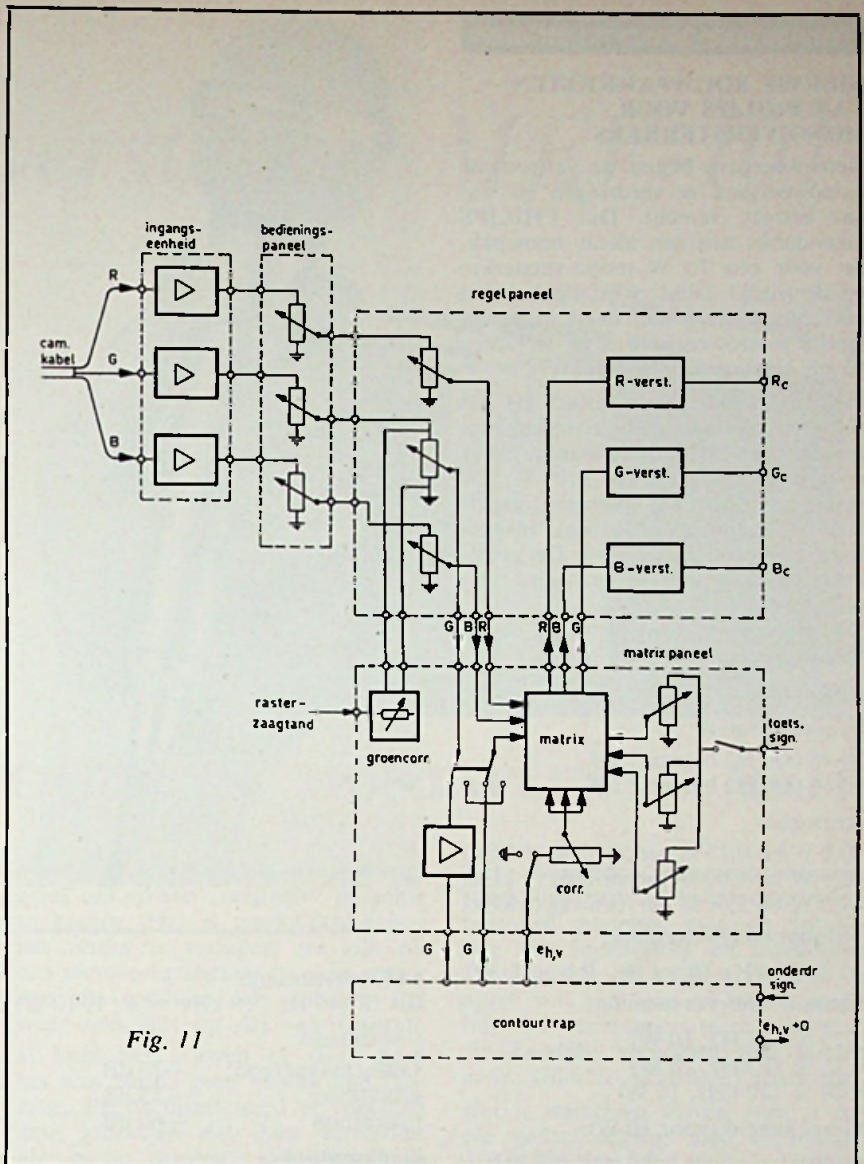 ingangs-
eenheid
bedienings-
paneel
R
cam.
kabel
G
B
regel paneel
R-verst.
Rc
G-verst.
Gc
B-verst.
Bc
G B R
R B G
matrix paneel
raster-
zaagtand
groencorr.
matrix
toets.
sign.
corr.
G
G
eh,v
contour trap
onderdr
sign.
eh,v +0
Fig. 11